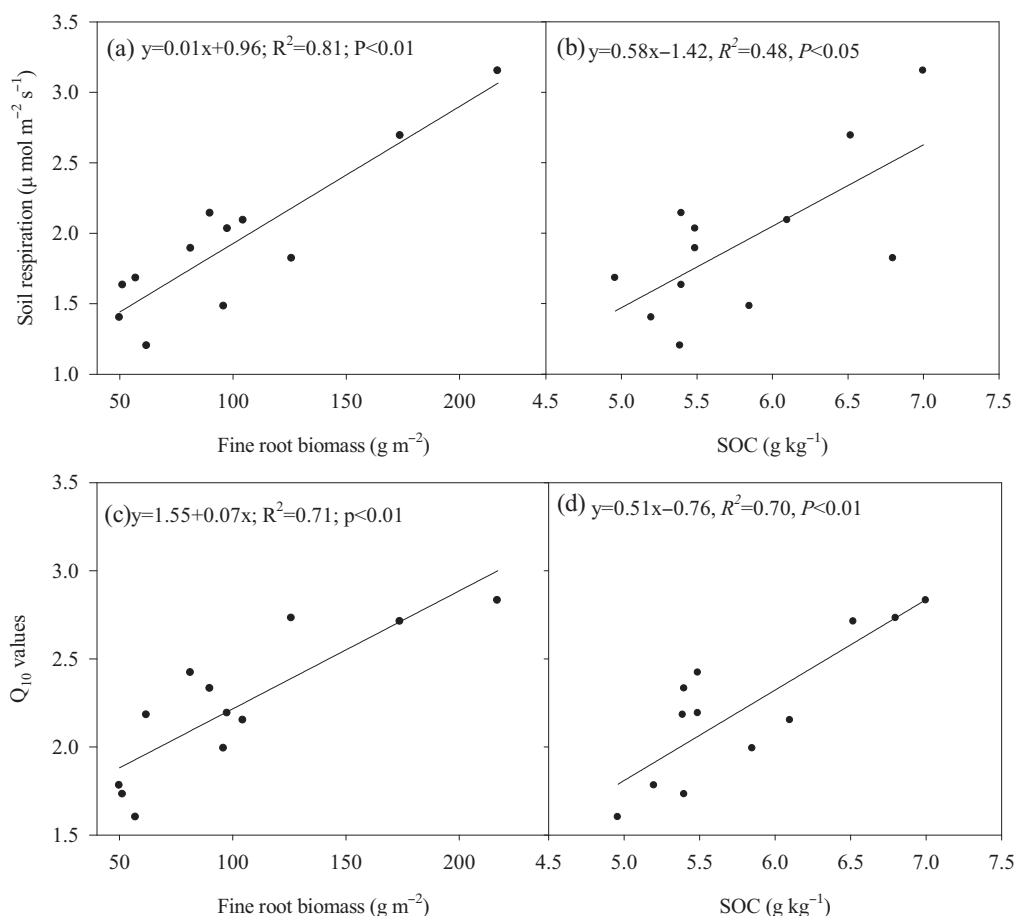 (a) y=0.01x+0.96; R²=0.81; P<0.01
(b) y=0.58x−1.42, R²=0.48, P<0.05
3.5
3.0
2.5
2.0
1.5
1.0
Soil respiration (μ mol m⁻² s⁻¹)
50 100 150 200
4.5 5.0 5.5 6.0 6.5 7.0 7.5
Fine root biomass (g m⁻²)
SOC (g kg⁻¹)
(c) y=1.55+0.07x; R²=0.71; p<0.01
(d) y=0.51x−0.76, R²=0.70, P<0.01
3.5
3.0
2.5
2.0
1.5
Q₁₀ values
50 100 150 200
4.5 5.0 5.5 6.0 6.5 7.0 7.5
Fine root biomass (g m⁻²)
SOC (g kg⁻¹)